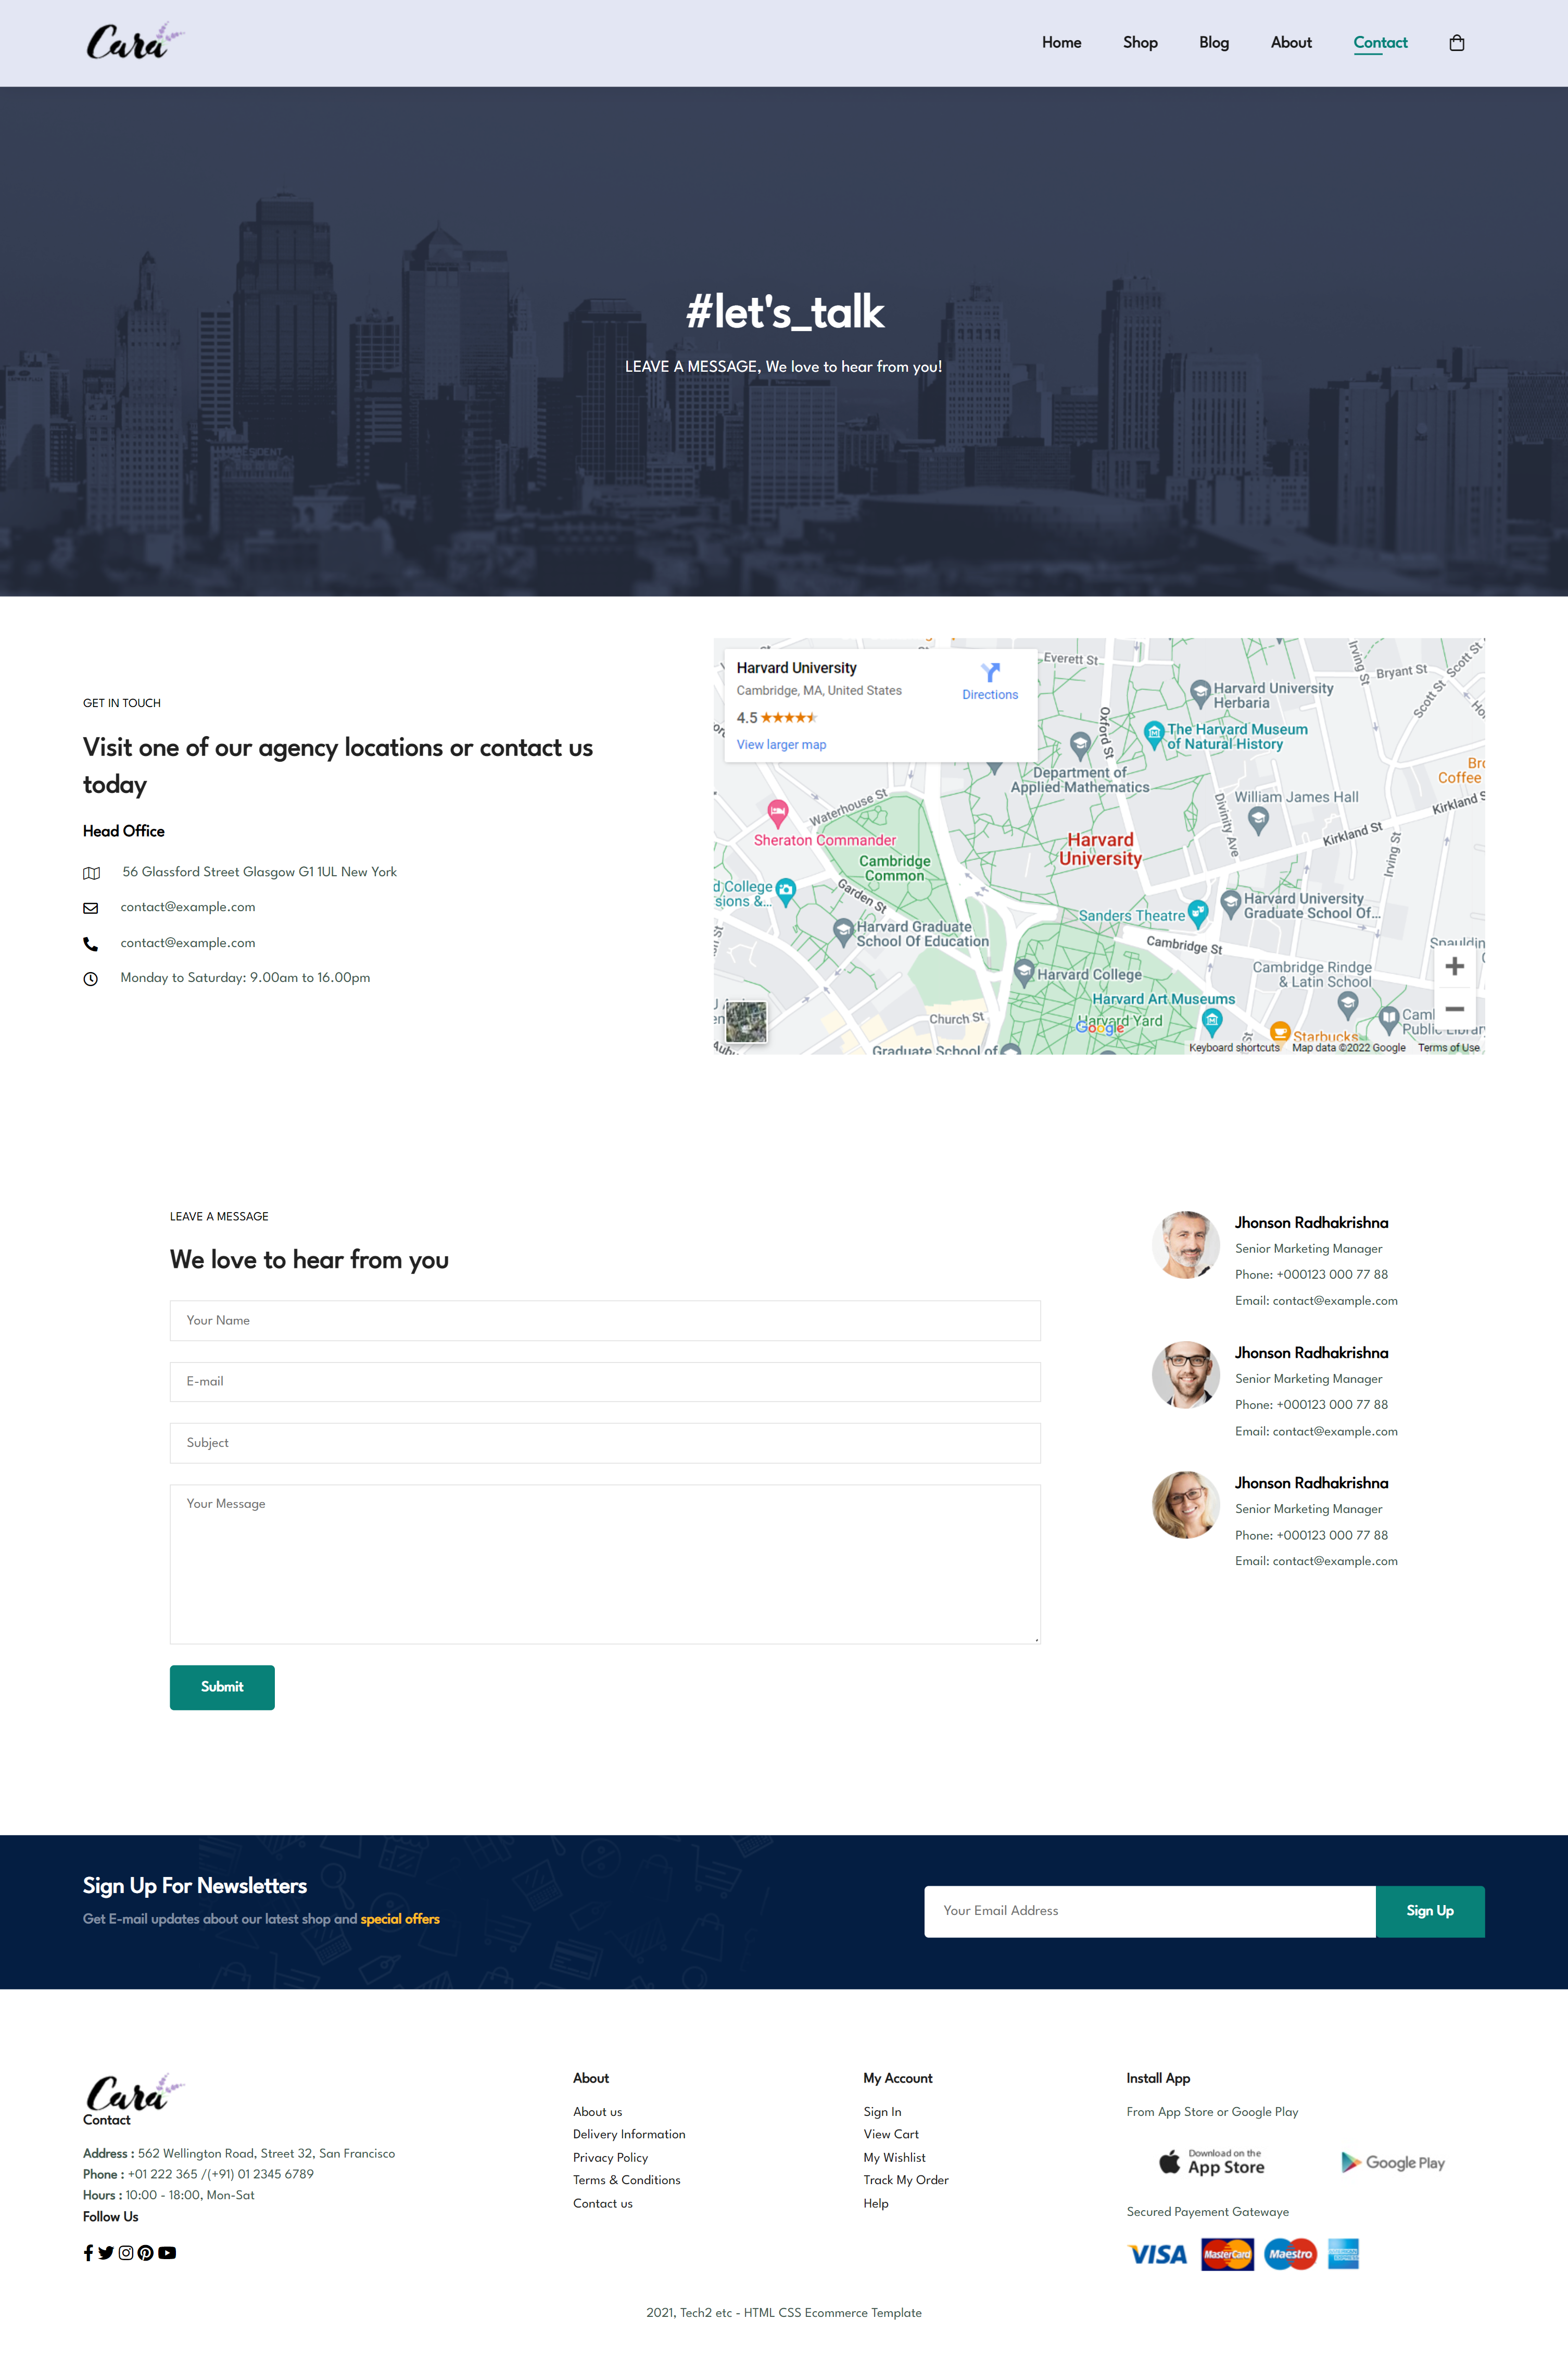 Cara
Home Shop Blog About Contact
#let's_talk
LEAVE A MESSAGE, We love to hear from you!
GET IN TOUCH
Visit one of our agency locations or contact us
today
Head Office
56 Glassford Street Glasgow G1 1UL New York
contact@example.com
contact@example.com
Monday to Saturday: 9.00am to 16.00pm
Harvard University
Cambridge, MA, United States
4.5
View larger map
Directions
Everett St
Oxford St
Irving St
Bryant St
Scott St
Scott St
Harvard University
Herbaria
The Harvard Museum
of Natural History
Department of
Applied Mathematics
Coffee
William James Hall
Kirkland St
Waterhouse St
Sheraton Commander
Divinity Ave
Harvard
University
Kirkland St
Irving St
Cambridge
Common
d College
sions &...
Garden St
Harvard University
Graduate School Of...
Sanders Theatre
Harvard Graduate
School Of Education
Cambridge St
Harvard College
Cambridge Rindge
& Latin School
Harvard Art Museums
Church St
Harvard Yard
Google
Starbucks
Graduate School of
Keyboard shortcuts Map data ©2022 Google Terms of Use
LEAVE A MESSAGE
We love to hear from you
Your Name
E-mail
Subject
Your Message
Submit
Jhonson Radhakrishna
Senior Marketing Manager
Phone: +000123 000 77 88
Email: contact@example.com
Jhonson Radhakrishna
Senior Marketing Manager
Phone: +000123 000 77 88
Email: contact@example.com
Jhonson Radhakrishna
Senior Marketing Manager
Phone: +000123 000 77 88
Email: contact@example.com
Sign Up For Newsletters
Get E-mail updates about our latest shop and special offers
Your Email Address
Sign Up
Cara
Contact
Address : 562 Wellington Road, Street 32, San Francisco
Phone : +01 222 365 /(+91) 01 2345 6789
Hours : 10:00 - 18:00, Mon-Sat
Follow Us
About
About us
Delivery Information
Privacy Policy
Terms & Conditions
Contact us
My Account
Sign In
View Cart
My Wishlist
Track My Order
Help
Install App
From App Store or Google Play
Download on the
App Store
Google Play
Secured Payement Gatewaye
VISA MasterCard Maestro AMERICAN EXPRESS
2021, Tech2 etc - HTML CSS Ecommerce Template